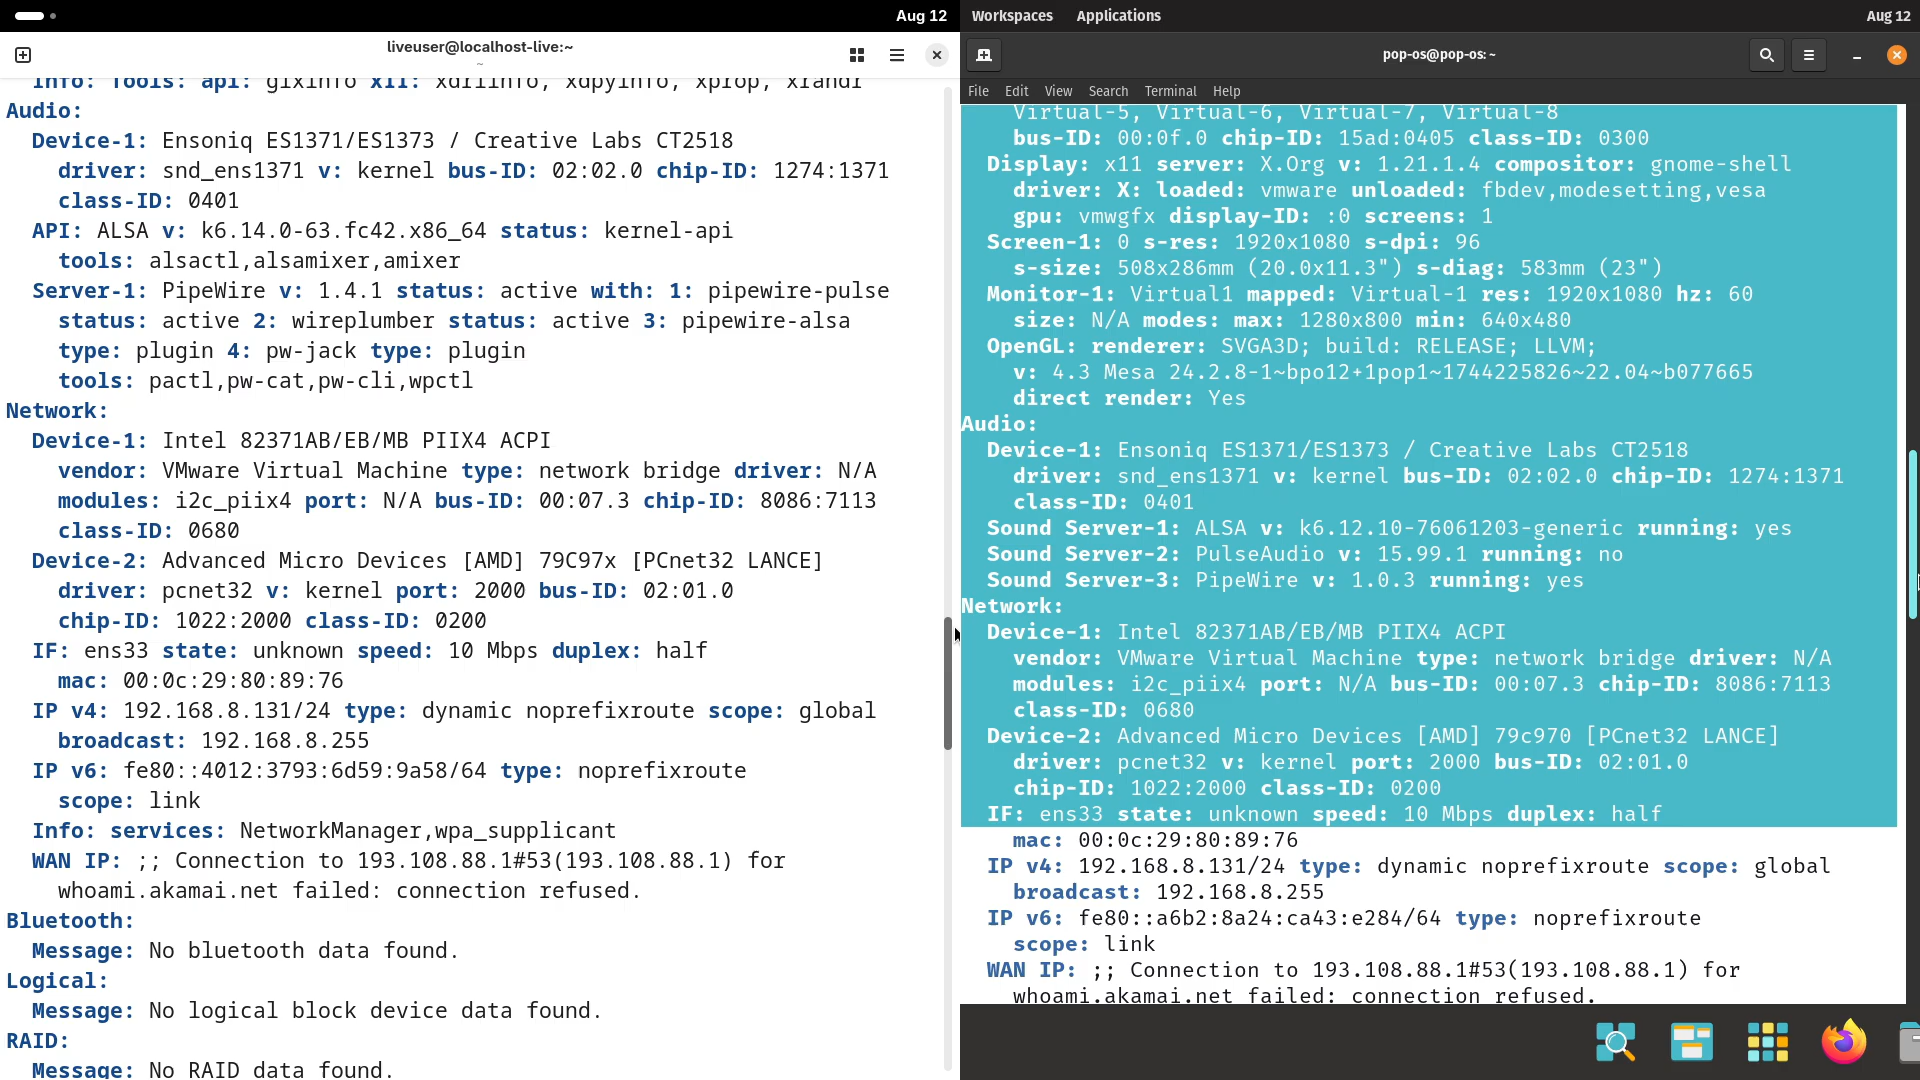 Aug 12
liveuser@localhost-live:~
~
Info: Tools: api: glxinfo x11: xdriinfo, xdpyinfo, xprop, xrandr
Audio:
Device-1: Ensoniq ES1371/ES1373 / Creative Labs CT2518
driver: snd_ens1371 v: kernel bus-ID: 02:02.0 chip-ID: 1274:1371
class-ID: 0401
API: ALSA v: k6.14.0-63.fc42.x86_64 status: kernel-api
tools: alsactl,alsamixer,amixer
Server-1: PipeWire v: 1.4.1 status: active with: 1: pipewire-pulse
status: active 2: wireplumber status: active 3: pipewire-alsa
type: plugin 4: pw-jack type: plugin
tools: pactl,pw-cat,pw-cli,wpctl
Network:
Device-1: Intel 82371AB/EB/MB PIIX4 ACPI
vendor: VMware Virtual Machine type: network bridge driver: N/A
modules: i2c_piix4 port: N/A bus-ID: 00:07.3 chip-ID: 8086:7113
class-ID: 0680
Device-2: Advanced Micro Devices [AMD] 79C97x [PCnet32 LANCE]
driver: pcnet32 v: kernel port: 2000 bus-ID: 02:01.0
chip-ID: 1022:2000 class-ID: 0200
IF: ens33 state: unknown speed: 10 Mbps duplex: half
mac: 00:0c:29:80:89:76
IP v4: 192.168.8.131/24 type: dynamic noprefixroute scope: global
broadcast: 192.168.8.255
IP v6: fe80::4012:3793:6d59:9a58/64 type: noprefixroute
scope: link
Info: services: NetworkManager,wpa_supplicant
WAN IP: ;; Connection to 193.108.88.1#53(193.108.88.1) for
whoami.akamai.net failed: connection refused.
Bluetooth:
Message: No bluetooth data found.
Logical:
Message: No logical block device data found.
RAID:
Message: No RAID data found.
Workspaces Applications Aug 12
pop-os@pop-os: ~
File Edit View Search Terminal Help
Virtual-5, Virtual-6, Virtual-7, Virtual-8
bus-ID: 00:0f.0 chip-ID: 15ad:0405 class-ID: 0300
Display: x11 server: X.Org v: 1.21.1.4 compositor: gnome-shell
driver: X: loaded: vmware unloaded: fbdev,modesetting,vesa
gpu: vmwgfx display-ID: :0 screens: 1
Screen-1: 0 s-res: 1920x1080 s-dpi: 96
s-size: 508x286mm (20.0x11.3") s-diag: 583mm (23")
Monitor-1: Virtual1 mapped: Virtual-1 res: 1920x1080 hz: 60
size: N/A modes: max: 1280x800 min: 640x480
OpenGL: renderer: SVGA3D; build: RELEASE; LLVM;
v: 4.3 Mesa 24.2.8-1~bpo12+1pop1~1744225826~22.04~b077665
direct render: Yes
Audio:
Device-1: Ensoniq ES1371/ES1373 / Creative Labs CT2518
driver: snd_ens1371 v: kernel bus-ID: 02:02.0 chip-ID: 1274:1371
class-ID: 0401
Sound Server-1: ALSA v: k6.12.10-76061203-generic running: yes
Sound Server-2: PulseAudio v: 15.99.1 running: no
Sound Server-3: PipeWire v: 1.0.3 running: yes
Network:
Device-1: Intel 82371AB/EB/MB PIIX4 ACPI
vendor: VMware Virtual Machine type: network bridge driver: N/A
modules: i2c_piix4 port: N/A bus-ID: 00:07.3 chip-ID: 8086:7113
class-ID: 0680
Device-2: Advanced Micro Devices [AMD] 79c970 [PCnet32 LANCE]
driver: pcnet32 v: kernel port: 2000 bus-ID: 02:01.0
chip-ID: 1022:2000 class-ID: 0200
IF: ens33 state: unknown speed: 10 Mbps duplex: half
mac: 00:0c:29:80:89:76
IP v4: 192.168.8.131/24 type: dynamic noprefixroute scope: global
broadcast: 192.168.8.255
IP v6: fe80::a6b2:8a24:ca43:e284/64 type: noprefixroute
scope: link
WAN IP: ;; Connection to 193.108.88.1#53(193.108.88.1) for
whoami.akamai.net failed: connection refused.